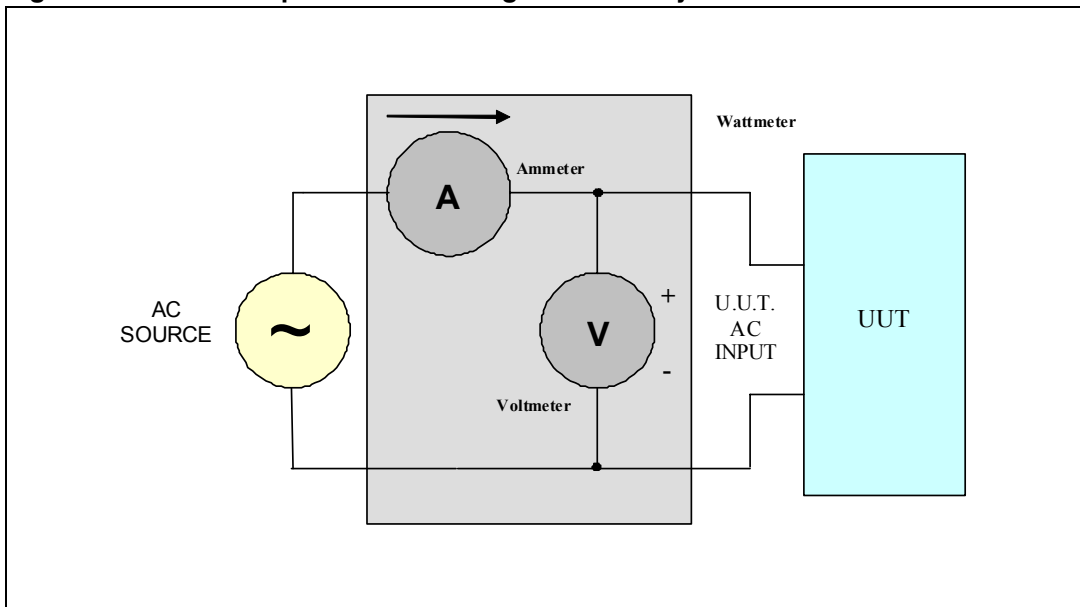 Wattmeter
Ammeter
A
AC
SOURCE
~
V
+
-
U.U.T.
AC
INPUT
UUT
Voltmeter